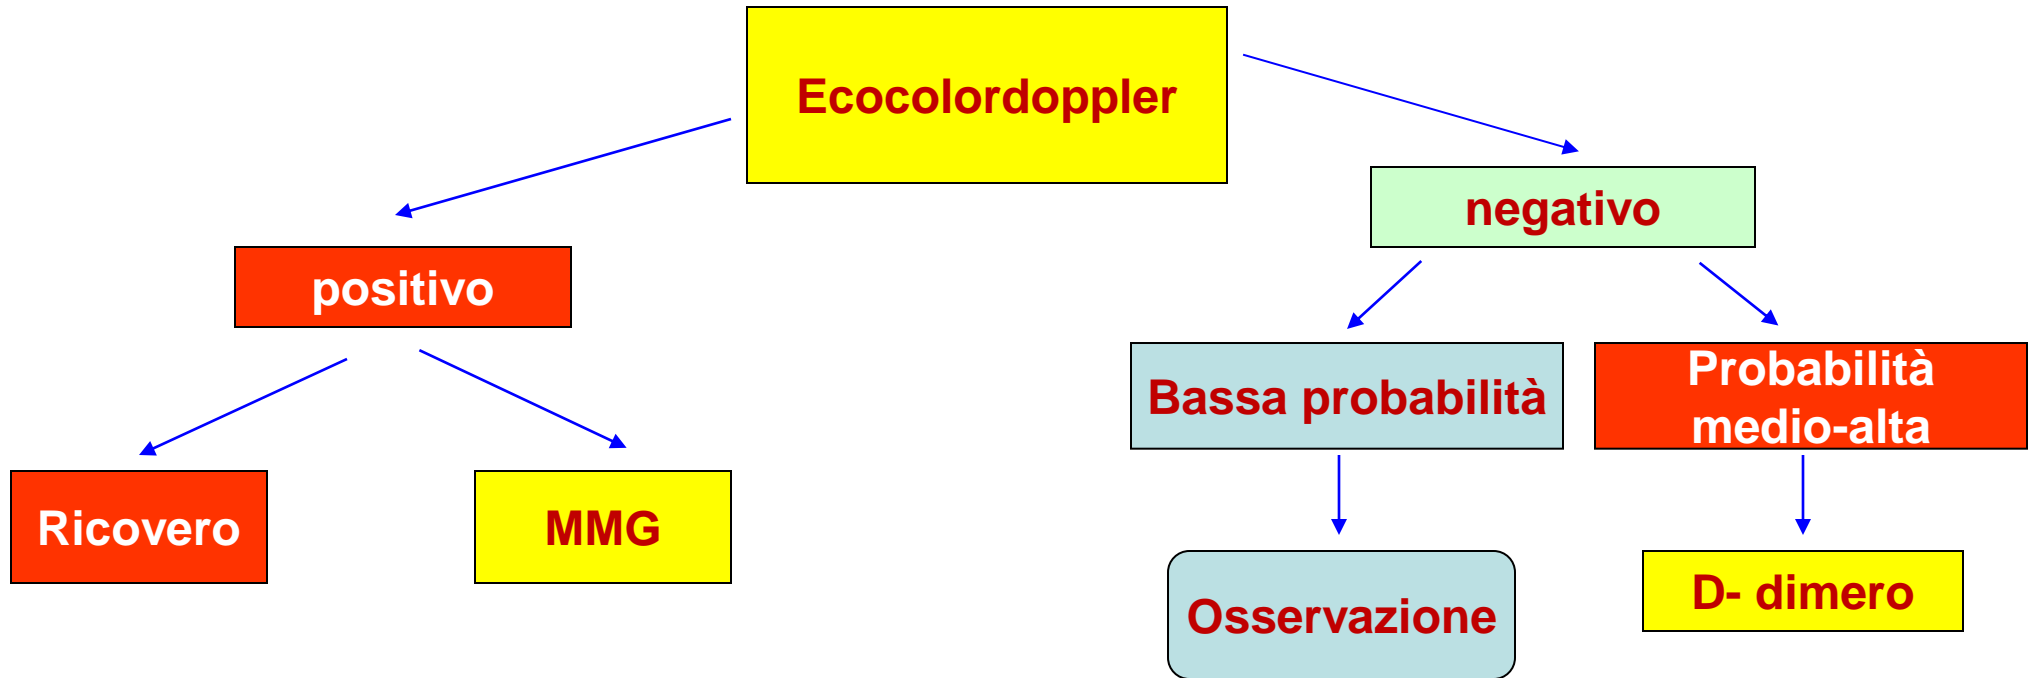 Ecocolordoppler
negativo
positivo
Bassa probabilità
Probabilità
medio-alta
Ricovero
MMG
Osservazione
D- dimero